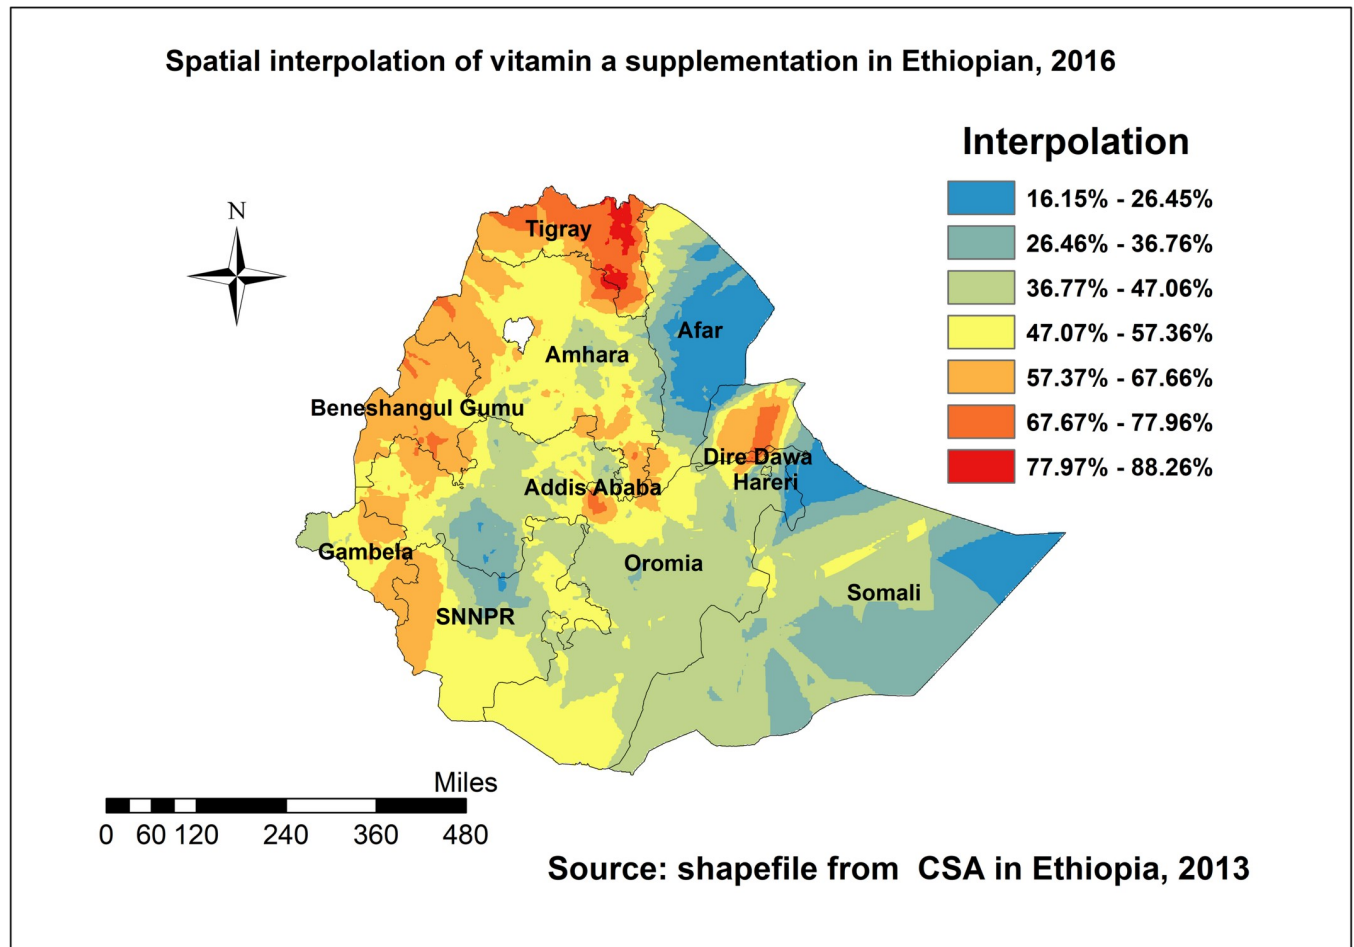 Spatial interpolation of vitamin a supplementation in Ethiopian, 2016
Interpolation
16.15% - 26.45%
26.46% - 36.76%
36.77% - 47.06%
47.07% - 57.36%
57.37% - 67.66%
67.67% - 77.96%
77.97% - 88.26%
N
Tigray
Afar
Amhara
Beneshangul Gumu
Dire Dawa
Hareri
Addis Ababa
Gambela
Oromia
Somali
SNNPR
Miles
0 60 120 240 360 480
Source: shapefile from CSA in Ethiopia, 2013